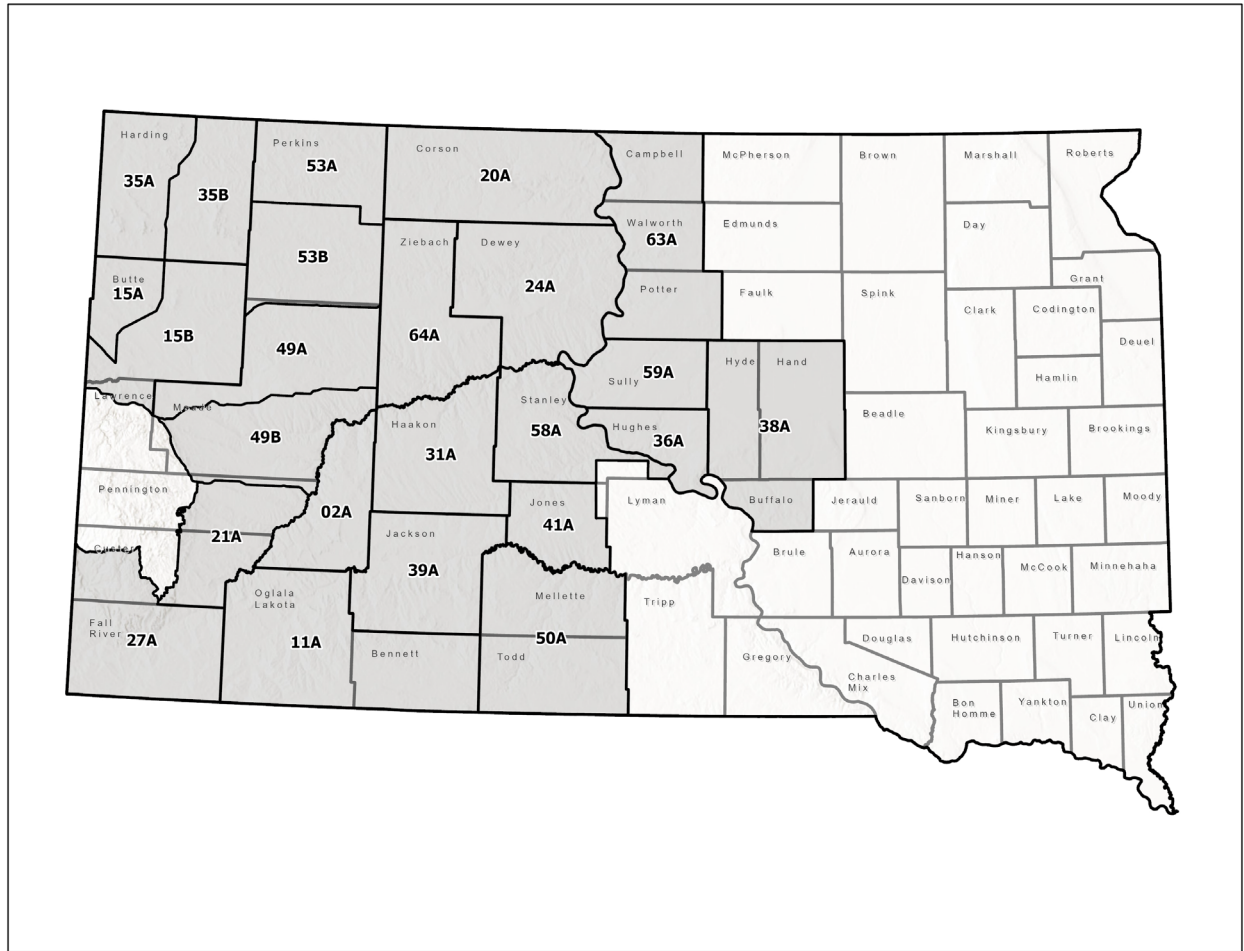 Harding
35A
35B
Perkins
53A
Corson
20A
Campbell
McPherson
Brown
Marshall
Roberts
53B
Ziebach
Dewey
24A
Walworth
63A
Edmunds
Day
Butte
15A
15B
49A
64A
Potter
Faulk
Spink
Clark
Codington
Grant
Deuel
Hamlin
Lawrence
Meade
49B
Haakon
31A
Stanley
58A
Sully
59A
Hyde
Hand
38A
Hughes
36A
Beadle
Kingsbury
Brookings
Pennington
02A
21A
Custer
Jackson
39A
Jones
41A
Lyman
Buffalo
Jerauld
Sanborn
Miner
Lake
Moody
Brule
Aurora
Davison
Hanson
McCook
Minnehaha
Fall
River
27A
Oglala
Lakota
11A
Bennett
Mellette
50A
Todd
Tripp
Gregory
Charles
Mix
Douglas
Hutchinson
Turner
Lincoln
Bon
Homme
Yankton
Clay
Union